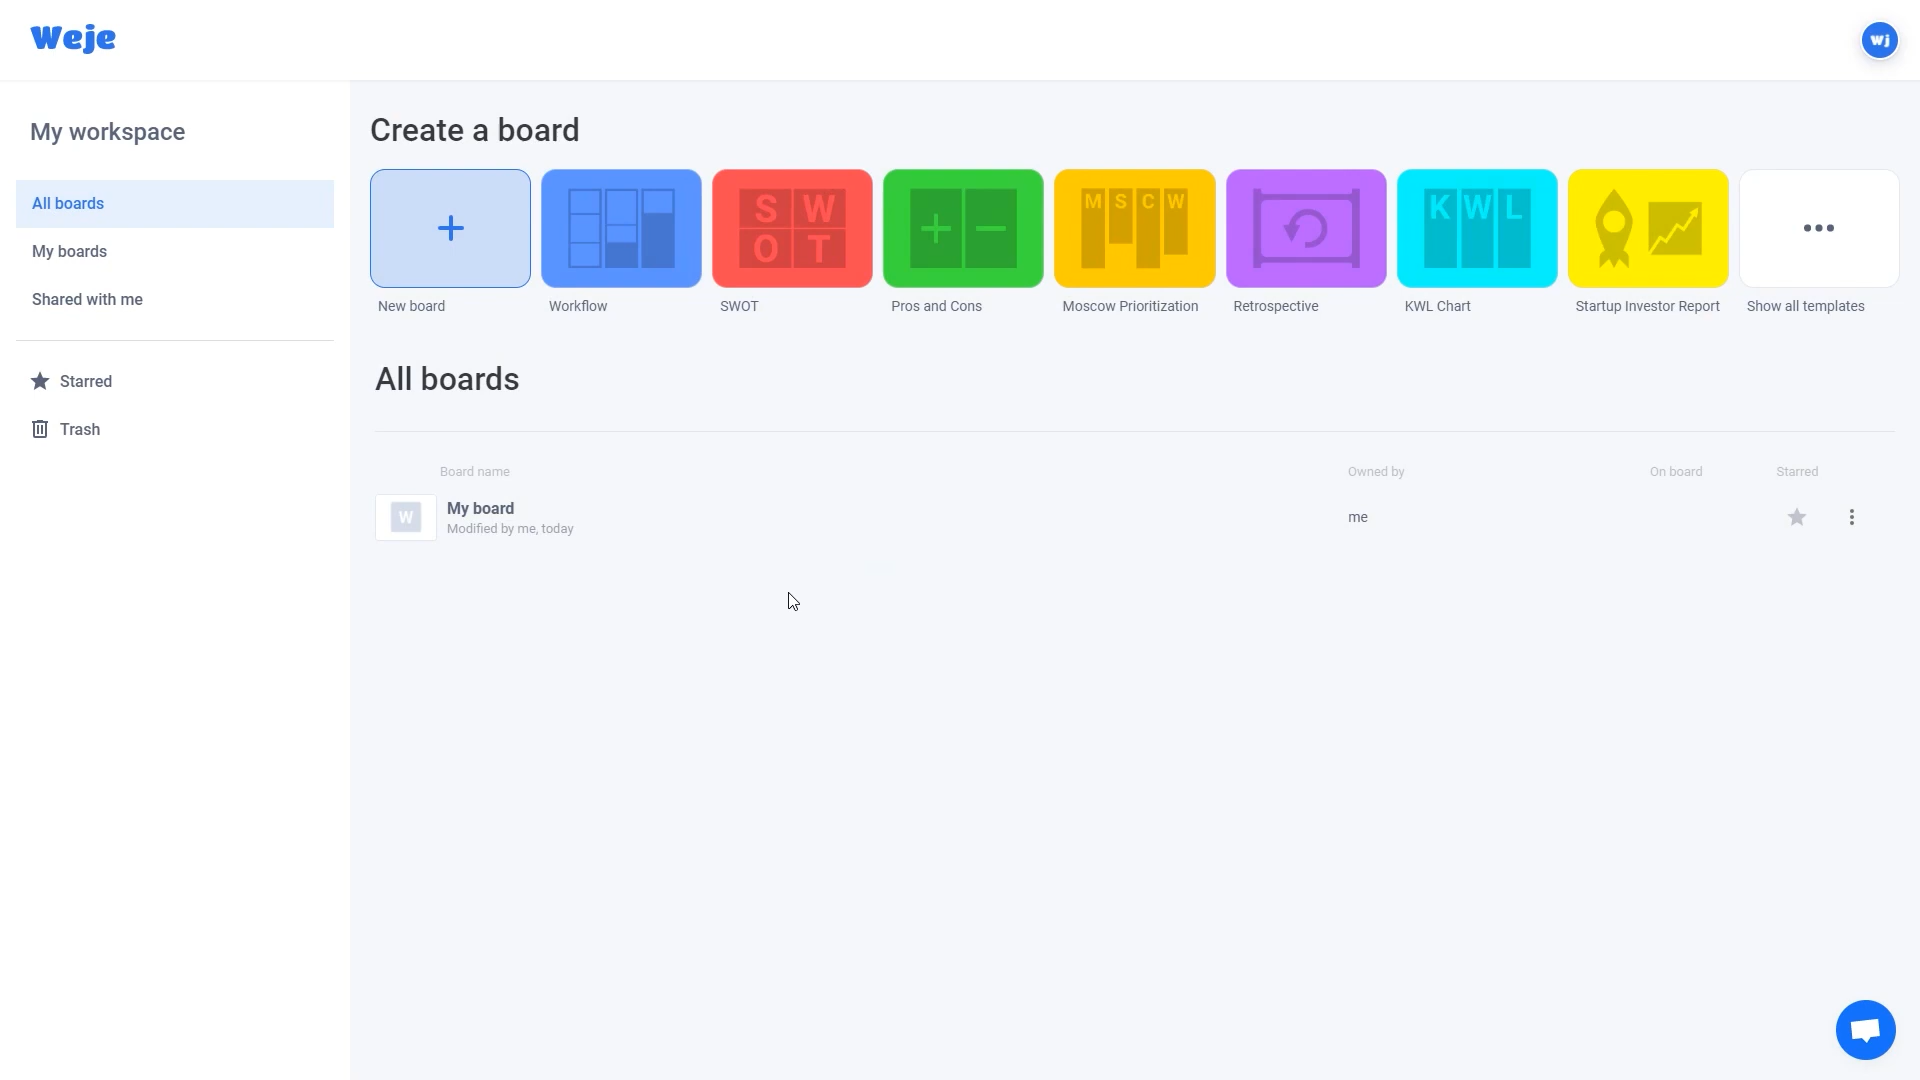 Weje
wj
My workspace
All boards
My boards
Shared with me
Starred
Trash
Create a board
S W
O T
M S C W
K W L
New board
Workflow
SWOT
Pros and Cons
Moscow Prioritization
Retrospective
KWL Chart
Startup Investor Report
Show all templates
All boards
Board name
Owned by
On board
Starred
W
My board
Modified by me, today
me